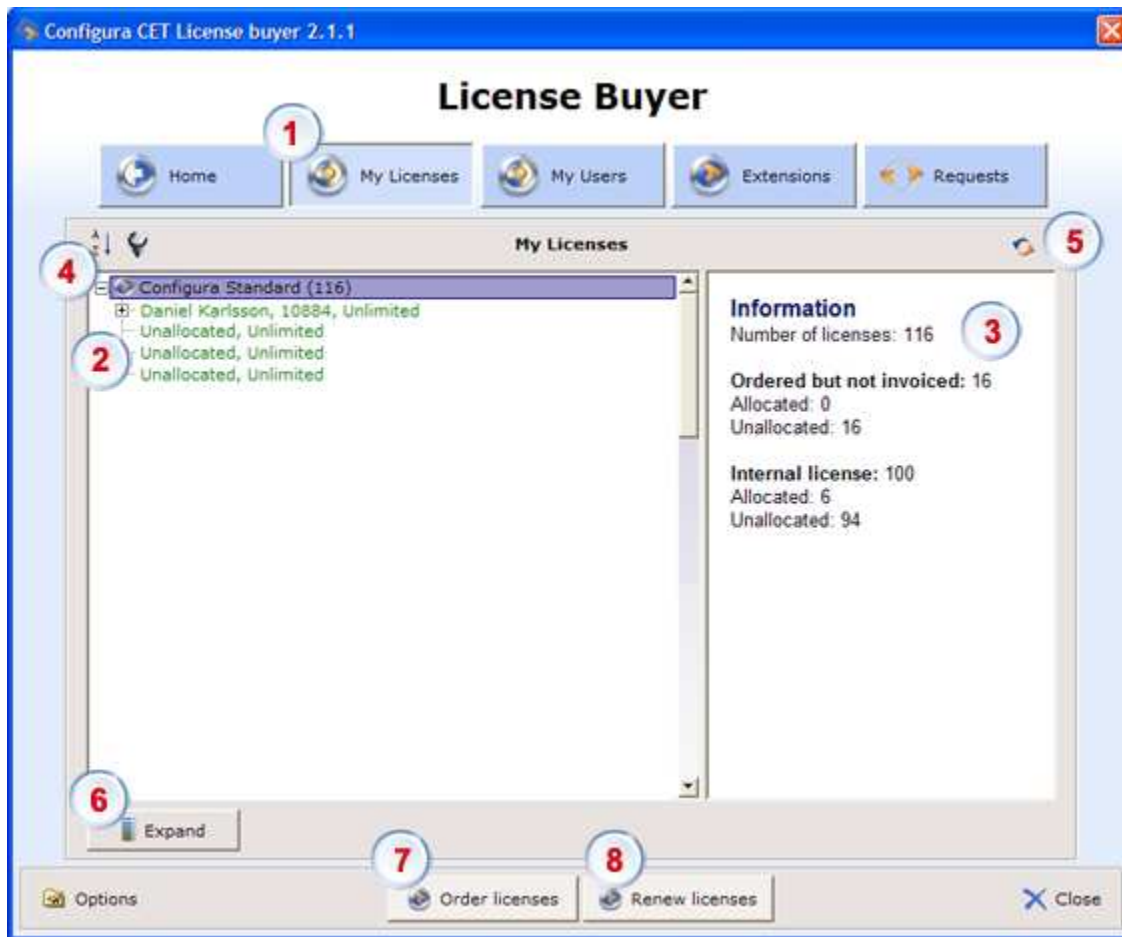 Configura CET License buyer 2.1.1
License Buyer
1
Home
My Licenses
My Users
Extensions
Requests
My Licenses
5
4
Configura Standard (116)
Daniel Karlsson, 10884, Unlimited
Unallocated, Unlimited
2
Unallocated, Unlimited
Unallocated, Unlimited
Information
Number of licenses: 116
3
Ordered but not invoiced: 16
Allocated: 0
Unallocated: 16
Internal license: 100
Allocated: 6
Unallocated: 94
6
Expand
7
8
Options
Order licenses
Renew licenses
Close